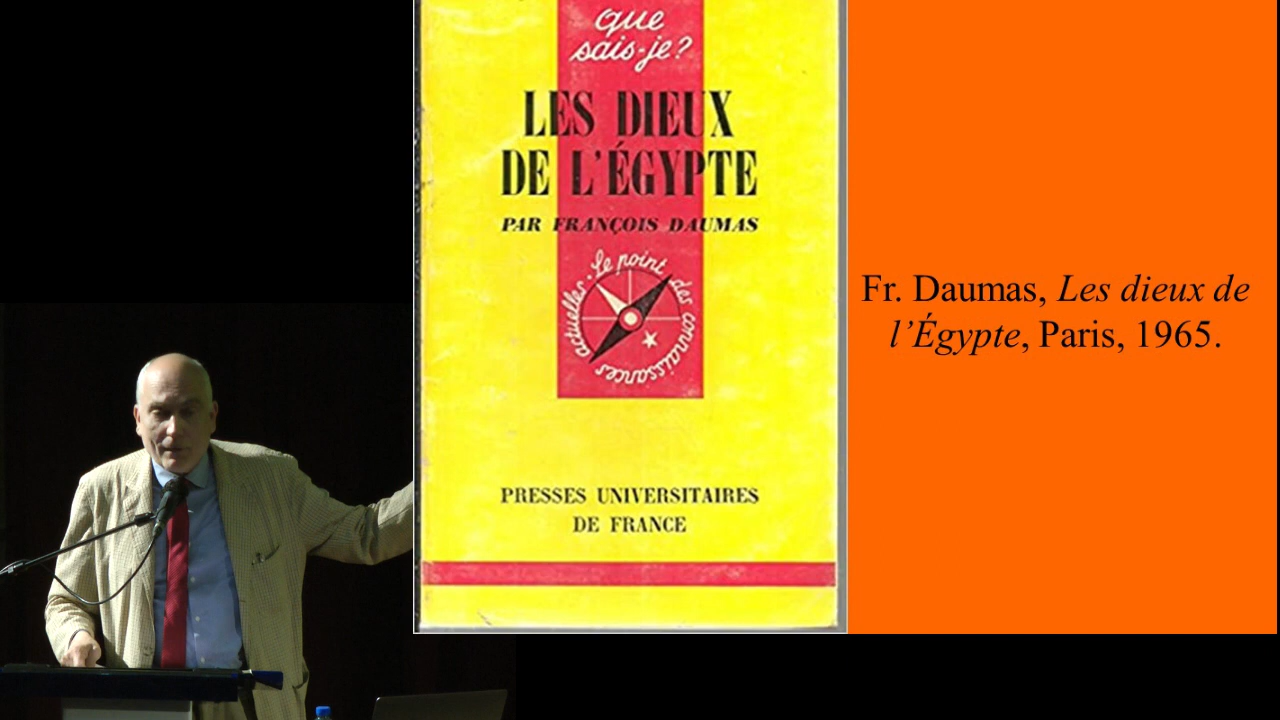 que
sais-je?
LES DIEUX
DE L'ÉGYPTE
PAR FRANÇOIS DAUMAS
Le point des connaissances actuelles
PRESSES UNIVERSITAIRES
DE FRANCE
Fr. Daumas, Les dieux de
l’Égypte, Paris, 1965.